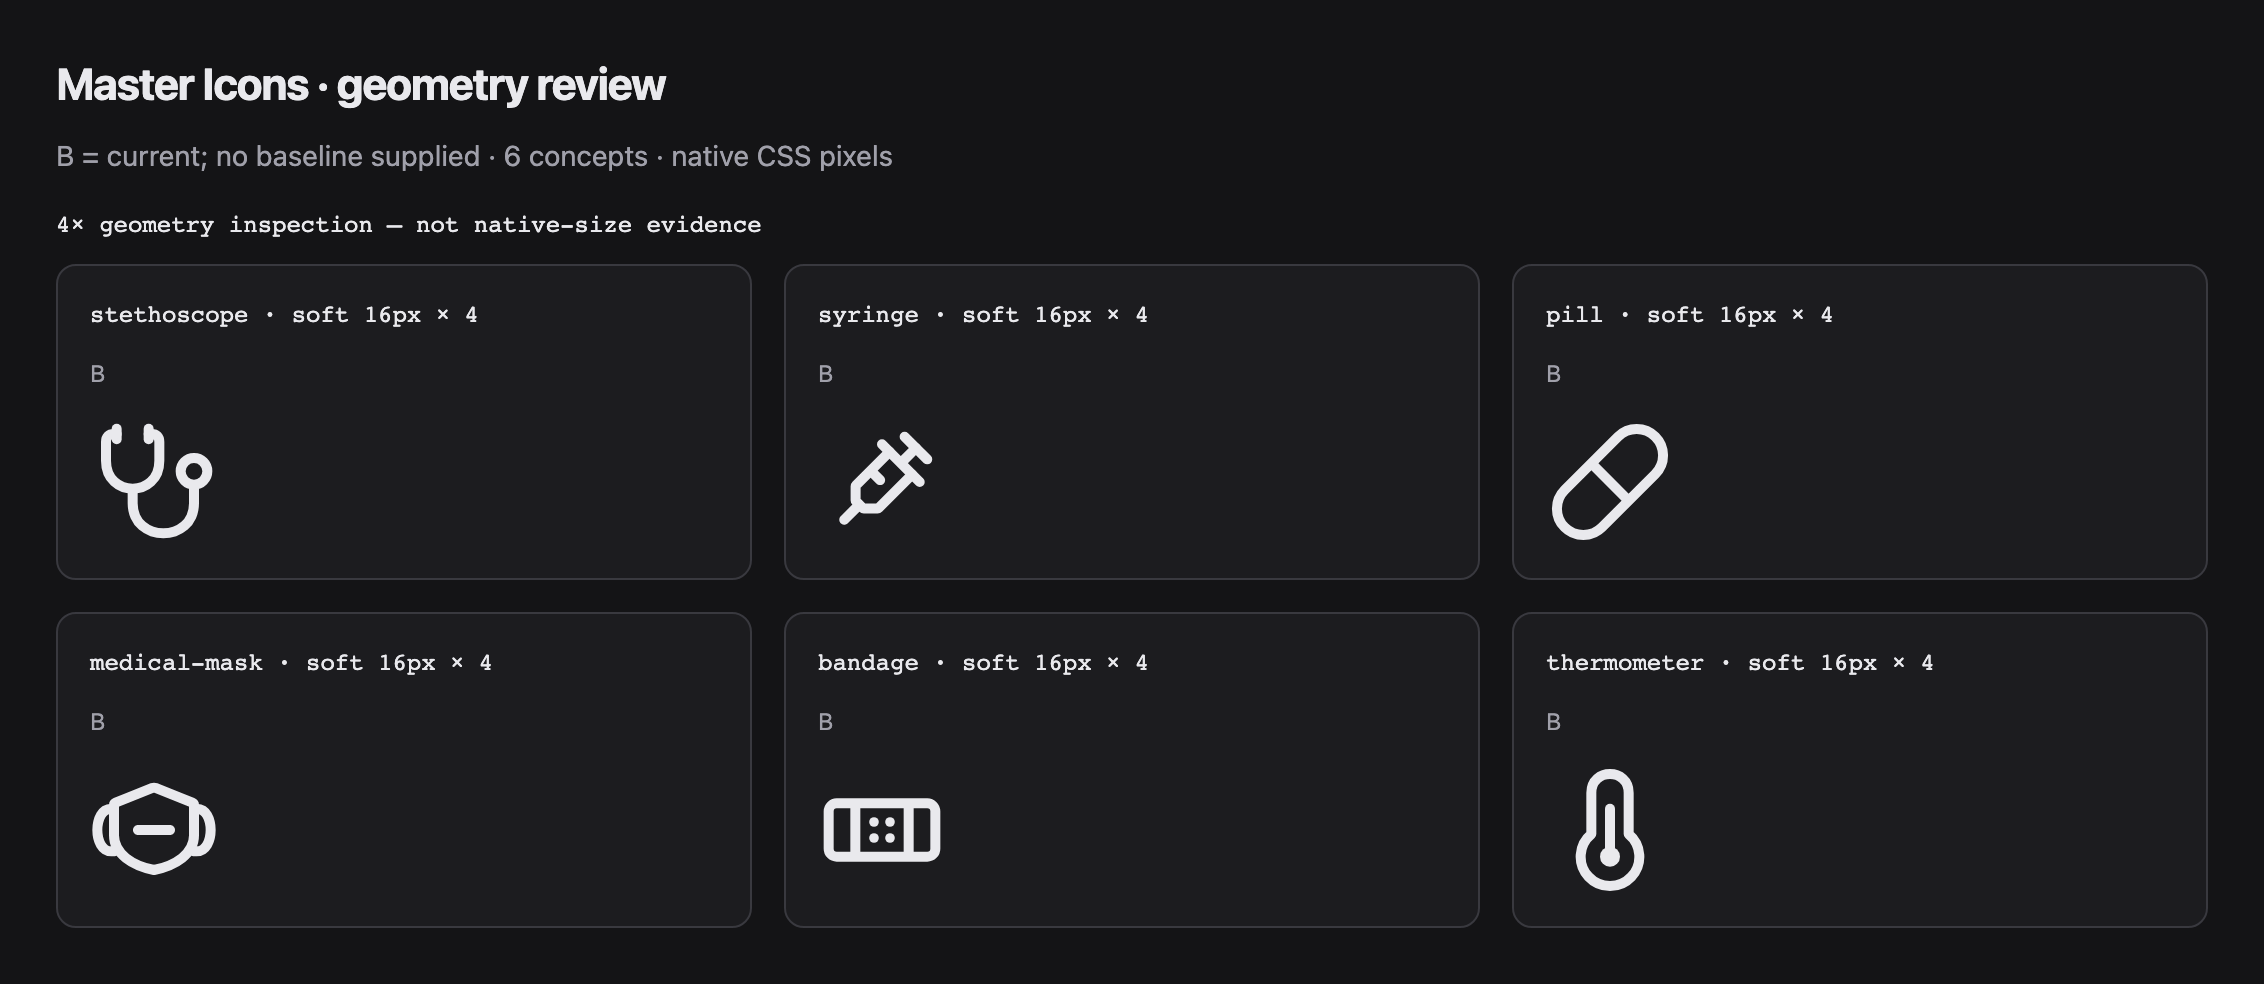 Master Icons · geometry review
B = current; no baseline supplied · 6 concepts · native CSS pixels
4× geometry inspection — not native-size evidence
stethoscope · soft 16px × 4
B
syringe · soft 16px × 4
B
pill · soft 16px × 4
B
medical-mask · soft 16px × 4
B
bandage · soft 16px × 4
B
thermometer · soft 16px × 4
B